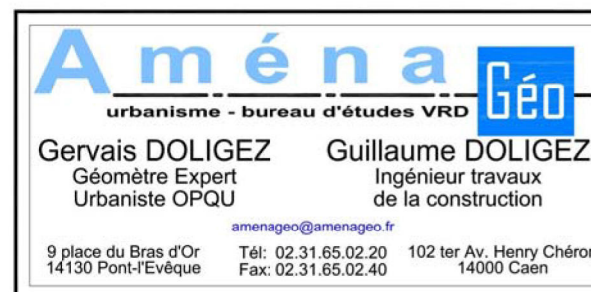 Aména Géo
urbanisme - bureau d'études VRD
Gervais DOLIGEZ
Géomètre Expert
Urbaniste OPQU
Guillaume DOLIGEZ
Ingénieur travaux
de la construction
amenageo@amenageo.fr
9 place du Bras d'Or
14130 Pont-l'Evêque
Tél: 02.31.65.02.20
Fax: 02.31.65.02.40
102 ter Av. Henry Chéron
14000 Caen